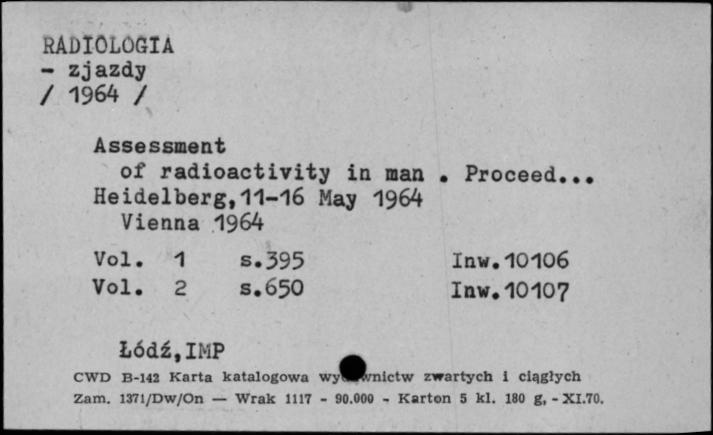 RADIOLOGIA
- zjazdy
/ 1964 /
Assessment
of radioactivity in man . Proceed...
Heidelberg,11-16 May 1964
Vienna 1964
Vol. 1 s.395 Inw.10106
Vol. 2 s.650 Inw.10107
Łódź,IMP
CWD B-142 Karta katalogowa zwartych i ciągłych
Zam. 1371/Dw/On — Wrak 1117 - 90.000 - Karton 5 kl. 180 g, - XI.70.